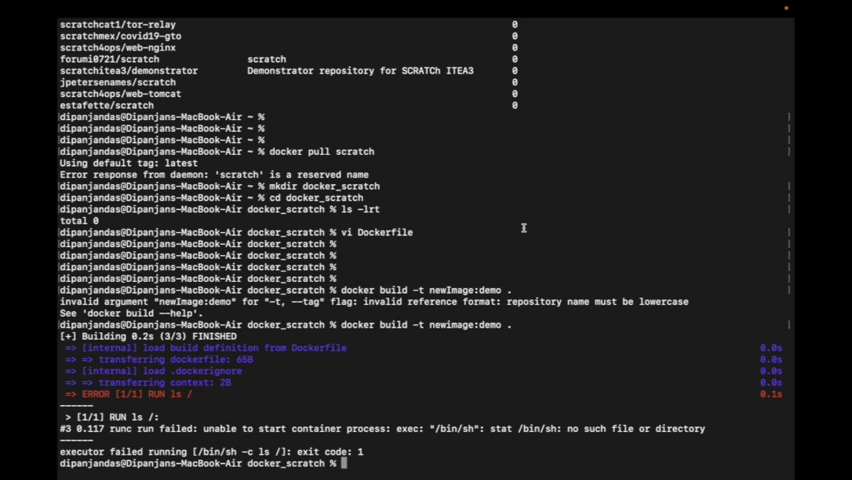 scratchcat1/tor-relay 0
scratchmex/covid19-gto 0
scratch4ops/web-nginx 0
forumi0721/scratch scratch 0
scratchitea3/demonstrator Demonstrator repository for SCRATCh ITEA3 0
jpetersenames/scratch 0
scratch4ops/web-tomcat 0
estafette/scratch 0
dipanjandas@Dipanjans-MacBook-Air ~ %
dipanjandas@Dipanjans-MacBook-Air ~ %
dipanjandas@Dipanjans-MacBook-Air ~ %
dipanjandas@Dipanjans-MacBook-Air ~ % docker pull scratch
Using default tag: latest
Error response from daemon: 'scratch' is a reserved name
dipanjandas@Dipanjans-MacBook-Air ~ % mkdir docker_scratch
dipanjandas@Dipanjans-MacBook-Air ~ % cd docker_scratch
dipanjandas@Dipanjans-MacBook-Air docker_scratch % ls -lrt
total 0
dipanjandas@Dipanjans-MacBook-Air docker_scratch % vi Dockerfile
dipanjandas@Dipanjans-MacBook-Air docker_scratch %
dipanjandas@Dipanjans-MacBook-Air docker_scratch %
dipanjandas@Dipanjans-MacBook-Air docker_scratch %
dipanjandas@Dipanjans-MacBook-Air docker_scratch %
dipanjandas@Dipanjans-MacBook-Air docker_scratch % docker build -t newImage:demo .
invalid argument "newImage:demo" for "-t, --tag" flag: invalid reference format: repository name must be lowercase
See 'docker build --help'.
dipanjandas@Dipanjans-MacBook-Air docker_scratch % docker build -t newimage:demo .
[+] Building 0.2s (3/3) FINISHED
=> [internal] load build definition from Dockerfile 0.0s
=> => transferring dockerfile: 65B 0.0s
=> [internal] load .dockerignore 0.0s
=> => transferring context: 2B 0.0s
=> ERROR [1/1] RUN ls / 0.1s
------
> [1/1] RUN ls /:
#3 0.117 runc run failed: unable to start container process: exec: "/bin/sh": stat /bin/sh: no such file or directory
------
executor failed running [/bin/sh -c ls /]: exit code: 1
dipanjandas@Dipanjans-MacBook-Air docker_scratch %